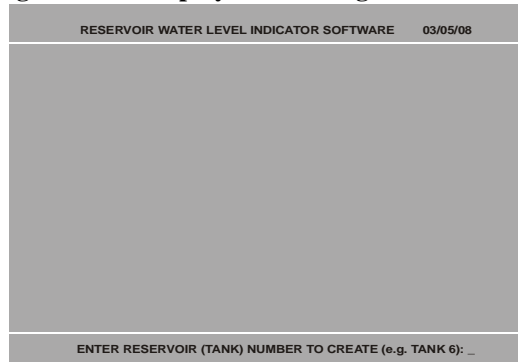 RESERVOIR WATER LEVEL INDICATOR SOFTWARE 03/05/08
ENTER RESERVOIR (TANK) NUMBER TO CREATE (e.g. TANK 6): _